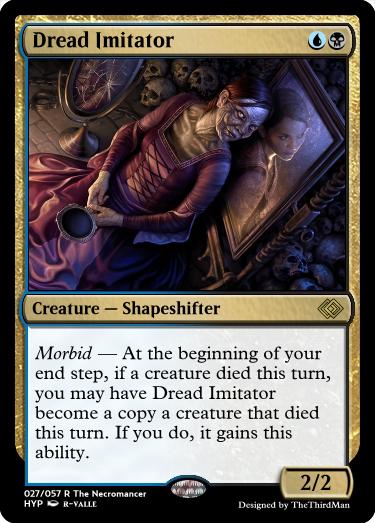 Dread Imitator
Creature — Shapeshifter
Morbid — At the beginning of your
end step, if a creature died this turn,
you may have Dread Imitator
become a copy a creature that died
this turn. If you do, it gains this
ability.
2/2
027/057 R The Necromancer
HYP R-VALLE
Designed by TheThirdMan